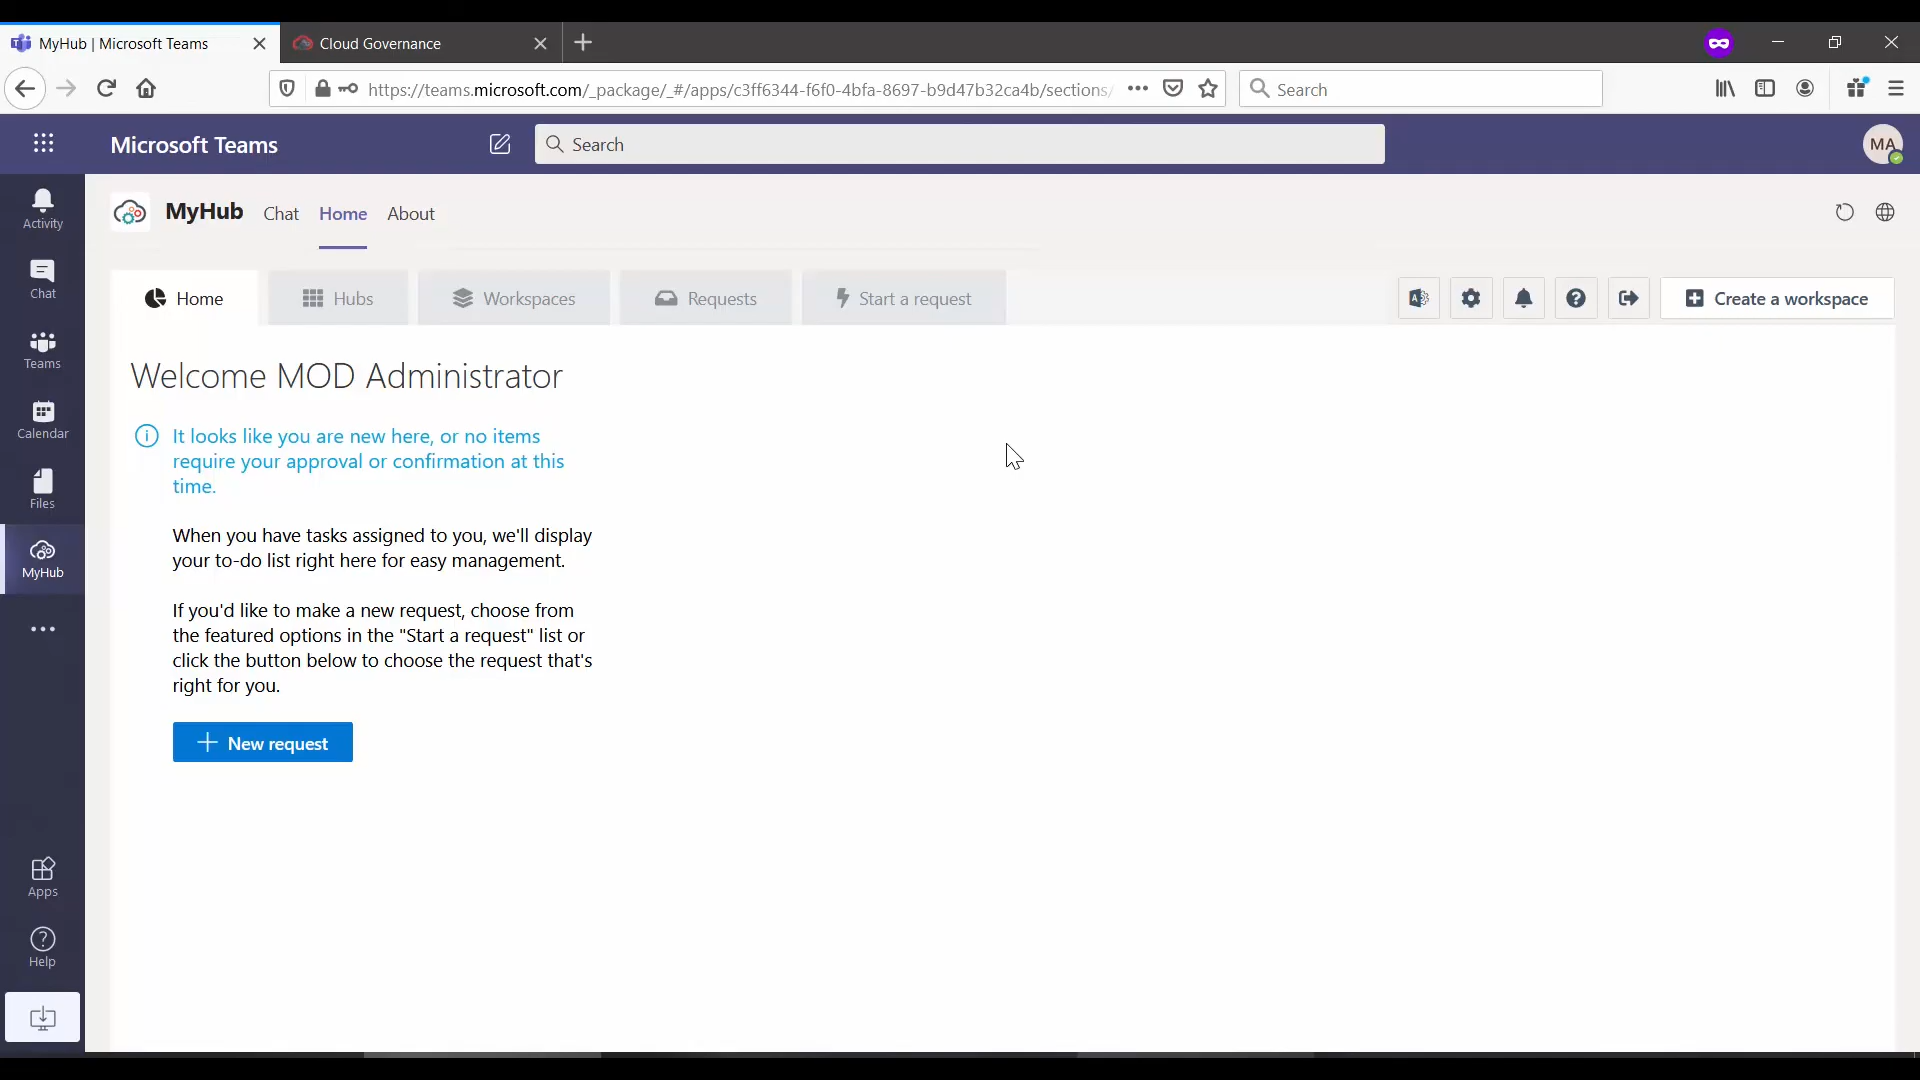 MyHub | Microsoft Teams
Cloud Governance
https://teams.microsoft.com/_package/_#/apps/c3ff6344-f6f0-4bfa-8697-b9d47b32ca4b/sections/
Search
Microsoft Teams
Search
MA
Activity
Chat
Teams
Calendar
Files
MyHub
Apps
Help
MyHub
Chat
Home
About
Home
Hubs
Workspaces
Requests
Start a request
Create a workspace
Welcome MOD Administrator
It looks like you are new here, or no items
require your approval or confirmation at this
time.
When you have tasks assigned to you, we'll display
your to-do list right here for easy management.
If you'd like to make a new request, choose from
the featured options in the "Start a request" list or
click the button below to choose the request that's
right for you.
New request